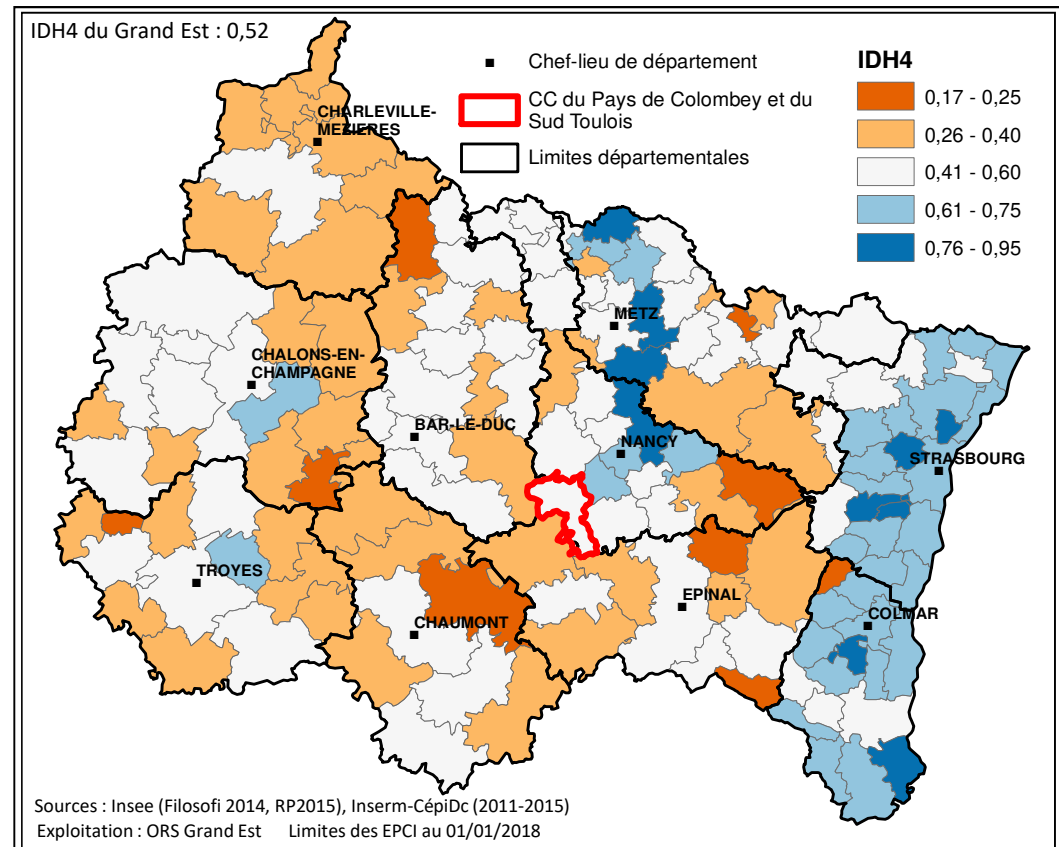 IDH4 du Grand Est : 0,52
Chef-lieu de département
CC du Pays de Colombey et du
Sud Toulois
Limites départementales
IDH4
0,17 - 0,25
0,26 - 0,40
0,41 - 0,60
0,61 - 0,75
0,76 - 0,95
CHARLEVILLE-
MEZIERES
METZ
CHALONS-EN-
CHAMPAGNE
BAR-LE-DUC
NANCY
STRASBOURG
TROYES
EPINAL
COLMAR
CHAUMONT
Sources : Insee (Filosofi 2014, RP2015), Inserm-CépiDc (2011-2015)
Exploitation : ORS Grand Est Limites des EPCI au 01/01/2018